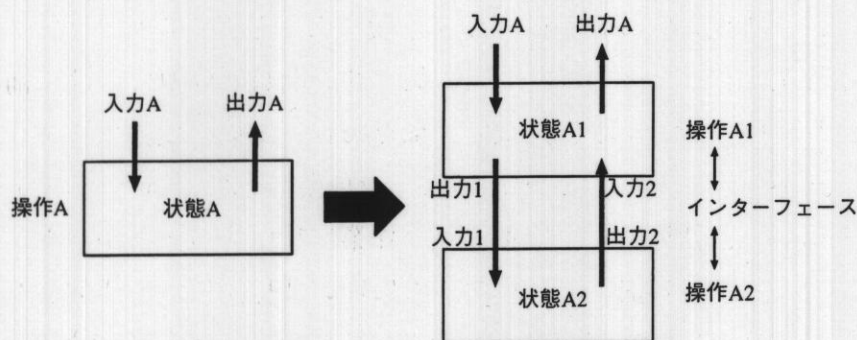 入力A
出力A
操作A
状態A
入力A
出力A
状態A1
操作A1
出力1
入力2
インターフェース
入力1
出力2
状態A2
操作A2